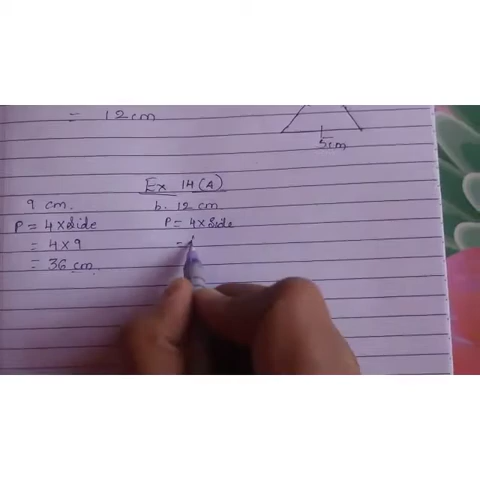 = 12cm
5cm
Ex 14 (A)
9 cm.
P = 4 x side
= 4 x 9
= 36 cm.
b. 12 cm
P = 4 x side
=